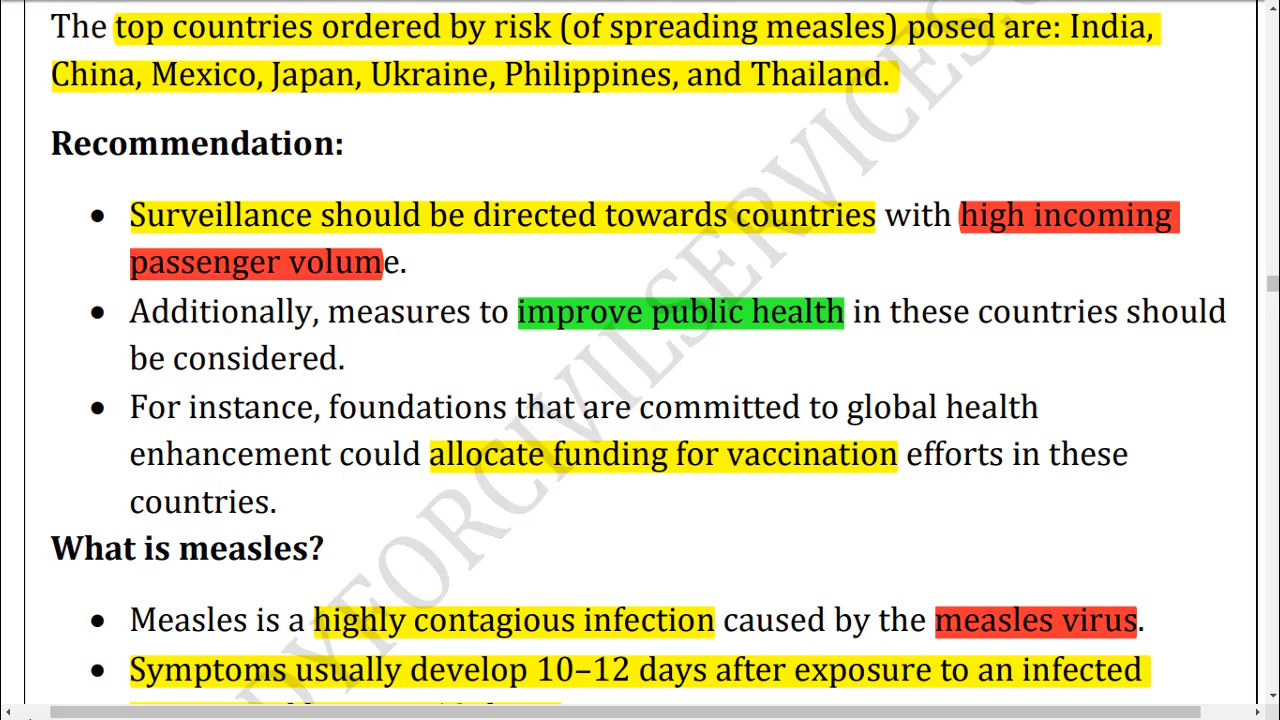 The top countries ordered by risk (of spreading measles) posed are: India,
China, Mexico, Japan, Ukraine, Philippines, and Thailand.
Recommendation:
• Surveillance should be directed towards countries with high incoming
passenger volume.
• Additionally, measures to improve public health in these countries should
be considered.
• For instance, foundations that are committed to global health
enhancement could allocate funding for vaccination efforts in these
countries.
What is measles?
• Measles is a highly contagious infection caused by the measles virus.
• Symptoms usually develop 10–12 days after exposure to an infected
DYFORCIVILSERVICES.